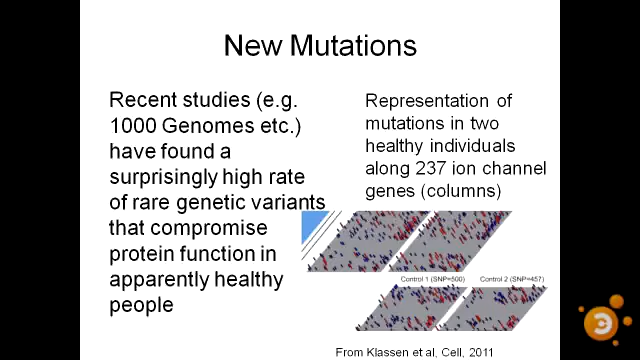 New Mutations
Recent studies (e.g.
1000 Genomes etc.)
have found a
surprisingly high rate
of rare genetic variants
that compromise
protein function in
apparently healthy
people
Representation of
mutations in two
healthy individuals
along 237 ion channel
genes (columns)
Control 1 (SNP=500)
Control 2 (SNP=457)
From Klassen et al, Cell, 2011